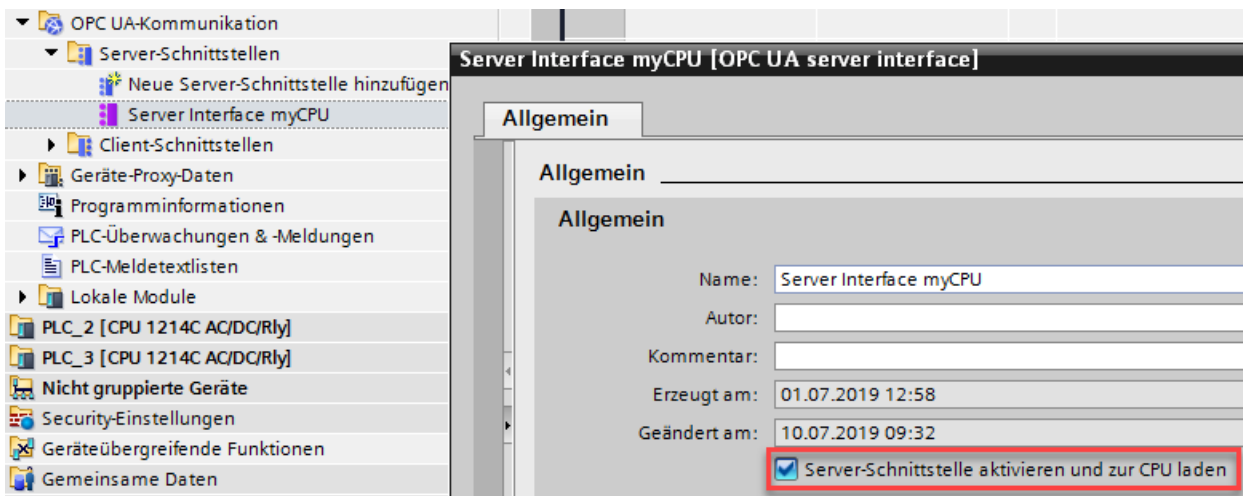 OPC UA-Kommunikation
Server-Schnittstellen
Neue Server-Schnittstelle hinzufügen
Server Interface myCPU
Client-Schnittstellen
Geräte-Proxy-Daten
Programminformationen
PLC-Überwachungen & -Meldungen
PLC-Meldetextlisten
Lokale Module
PLC_2 [CPU 1214C AC/DC/Rly]
PLC_3 [CPU 1214C AC/DC/Rly]
Nicht gruppierte Geräte
Security-Einstellungen
Geräteübergreifende Funktionen
Gemeinsame Daten
Server Interface myCPU [OPC UA server interface]
Allgemein
Allgemein
Allgemein
Name: Server Interface myCPU
Autor:
Kommentar:
Erzeugt am: 01.07.2019 12:58
Geändert am: 10.07.2019 09:32
Server-Schnittstelle aktivieren und zur CPU laden